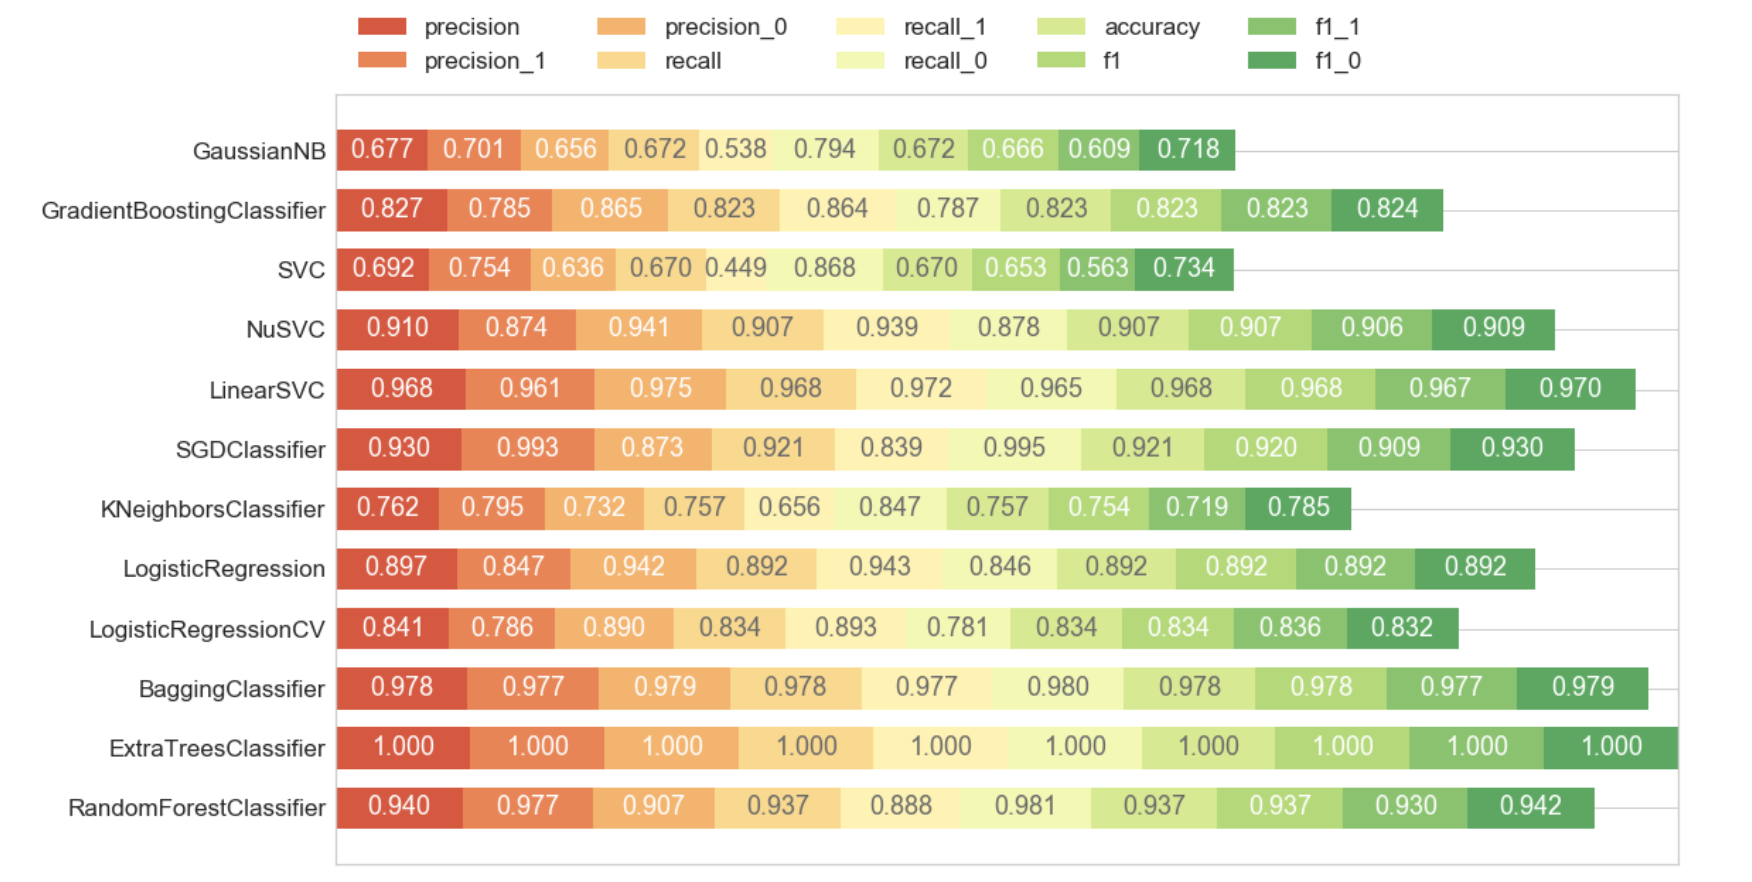 precision precision_0 recall_1 accuracy f1_1
precision_1 recall recall_0 f1 f1_0
GaussianNB 0.677 0.701 0.656 0.672 0.538 0.794 0.672 0.666 0.609 0.718
GradientBoostingClassifier 0.827 0.785 0.865 0.823 0.864 0.787 0.823 0.823 0.823 0.824
SVC 0.692 0.754 0.636 0.670 0.449 0.868 0.670 0.653 0.563 0.734
NuSVC 0.910 0.874 0.941 0.907 0.939 0.878 0.907 0.907 0.906 0.909
LinearSVC 0.968 0.961 0.975 0.968 0.972 0.965 0.968 0.968 0.967 0.970
SGDClassifier 0.930 0.993 0.873 0.921 0.839 0.995 0.921 0.920 0.909 0.930
KNeighborsClassifier 0.762 0.795 0.732 0.757 0.656 0.847 0.757 0.754 0.719 0.785
LogisticRegression 0.897 0.847 0.942 0.892 0.943 0.846 0.892 0.892 0.892 0.892
LogisticRegressionCV 0.841 0.786 0.890 0.834 0.893 0.781 0.834 0.834 0.836 0.832
BaggingClassifier 0.978 0.977 0.979 0.978 0.977 0.980 0.978 0.978 0.977 0.979
ExtraTreesClassifier 1.000 1.000 1.000 1.000 1.000 1.000 1.000 1.000 1.000 1.000
RandomForestClassifier 0.940 0.977 0.907 0.937 0.888 0.981 0.937 0.937 0.930 0.942